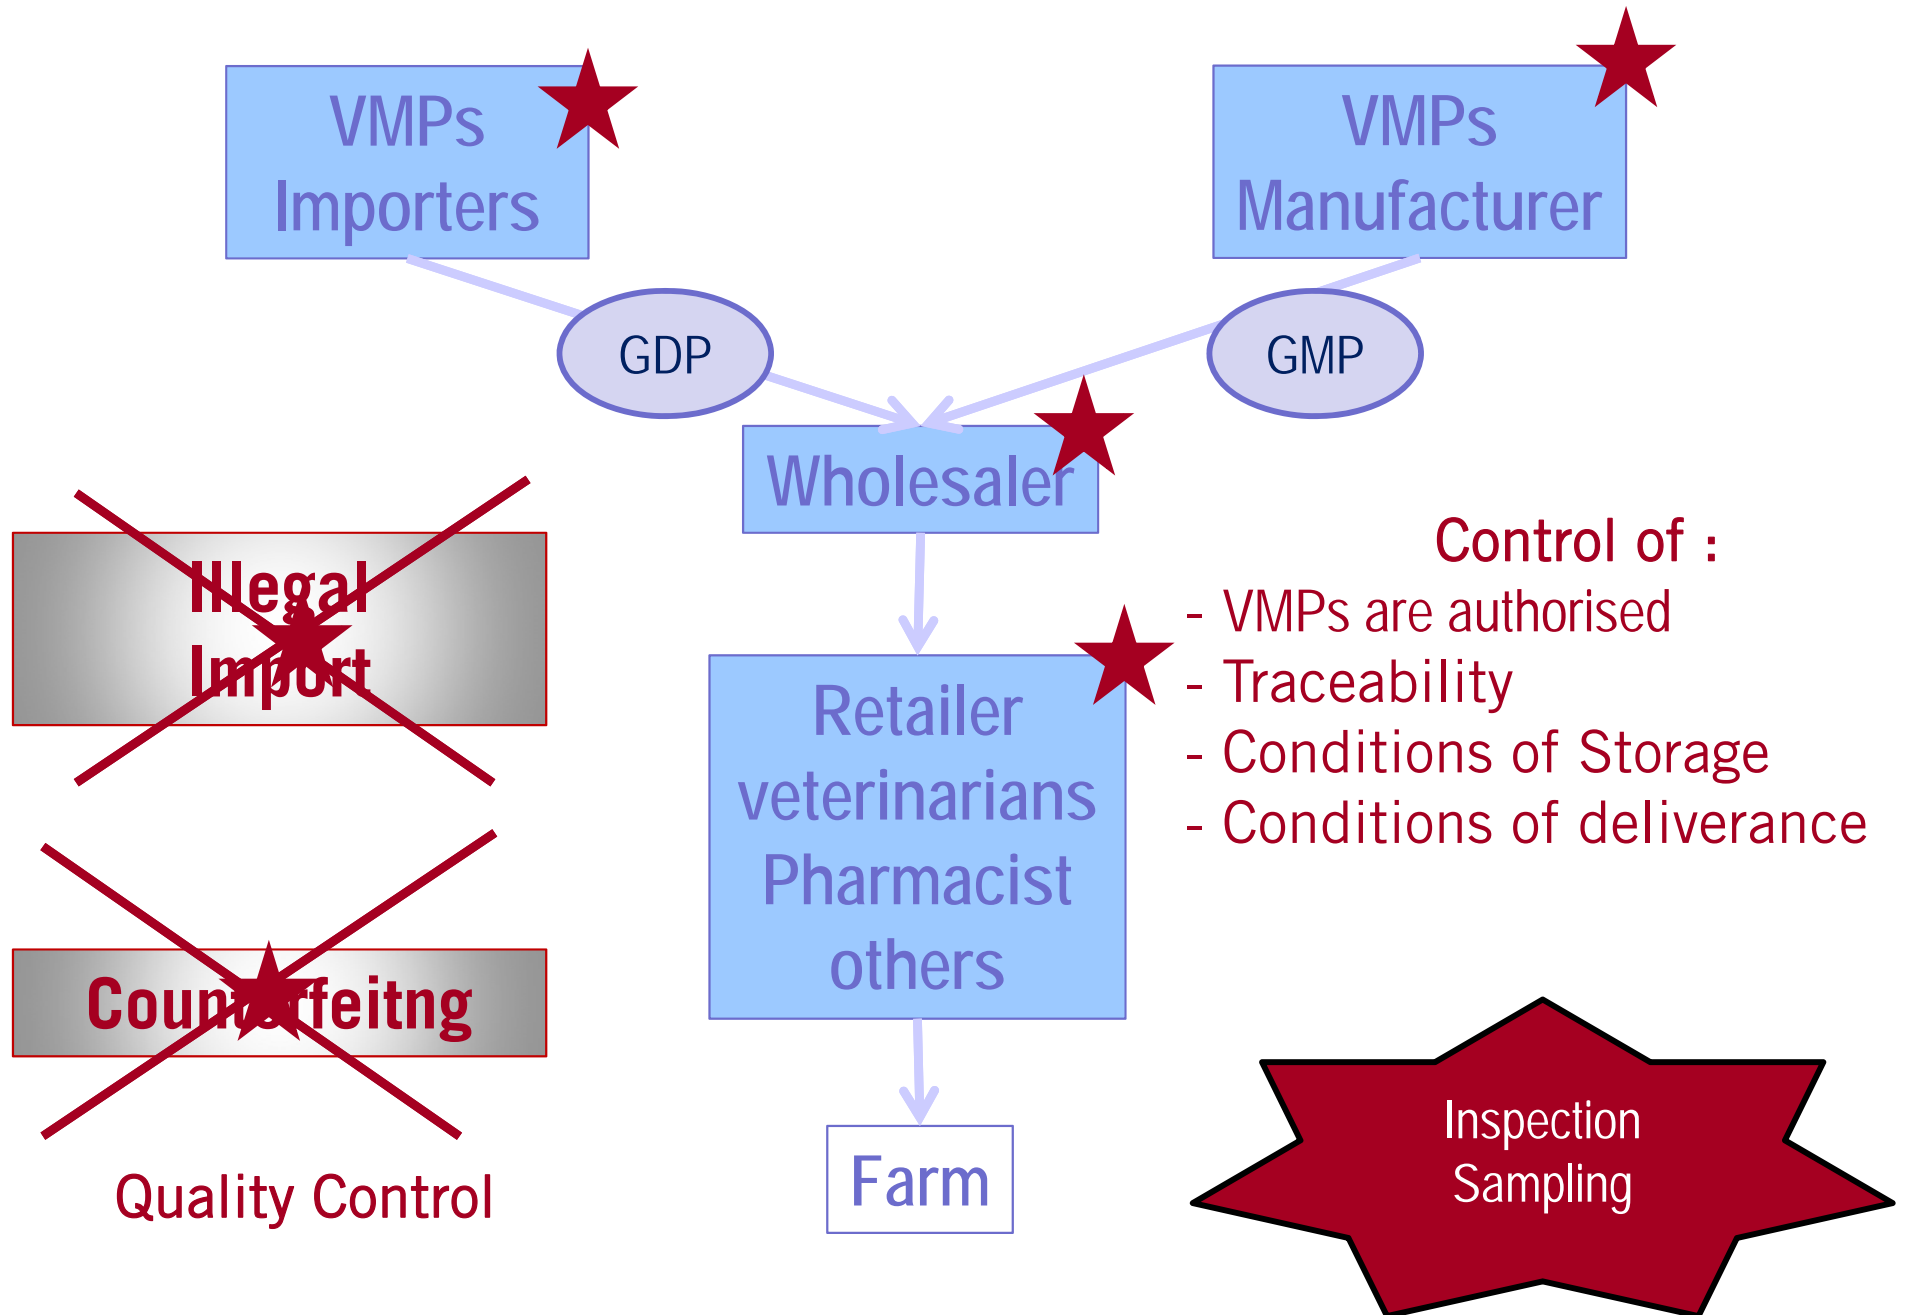 VMPs
Importers
VMPs
Manufacturer
GDP
GMP
Wholesaler
Illegal
Import
Control of :
- VMPs are authorised
- Traceability
- Conditions of Storage
- Conditions of deliverance
Retailer
veterinarians
Pharmacist
others
Counterfeitng
Quality Control
Farm
Inspection
Sampling